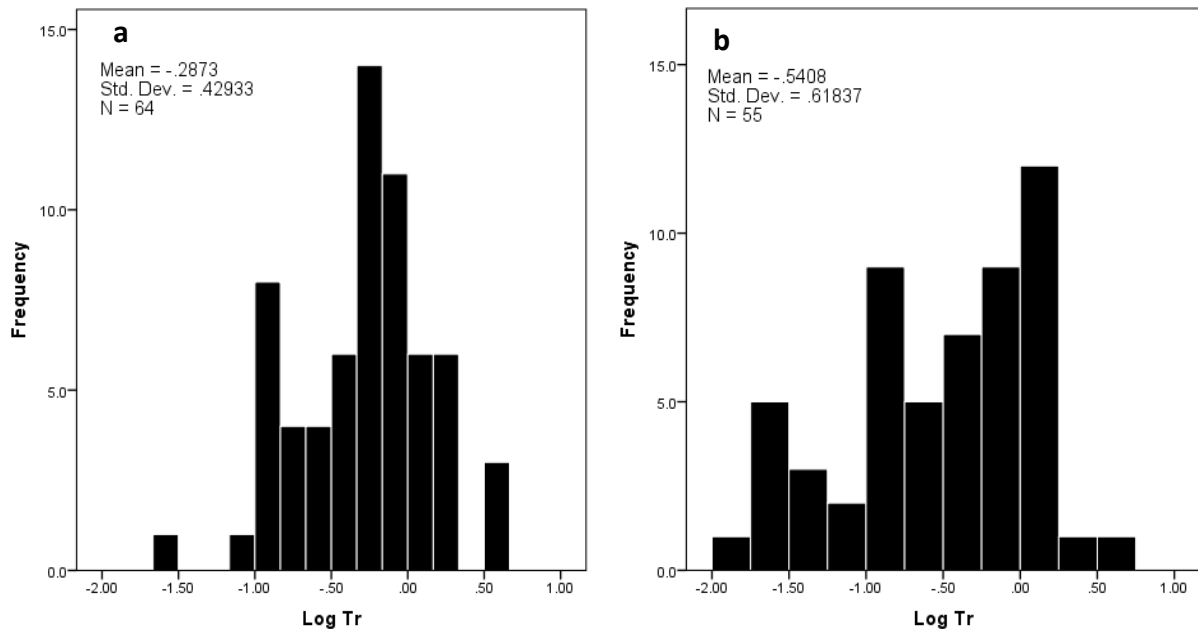 a
Mean = -.2873
Std. Dev. = .42933
N = 64
15.0
10.0
5.0
0.0
Frequency
-2.00 -1.50 -1.00 -.50 .00 .50 1.00
Log Tr
b
Mean = -.5408
Std. Dev. = .61837
N = 55
15.0
10.0
5.0
0.0
Frequency
-2.00 -1.50 -1.00 -.50 .00 .50 1.00
Log Tr